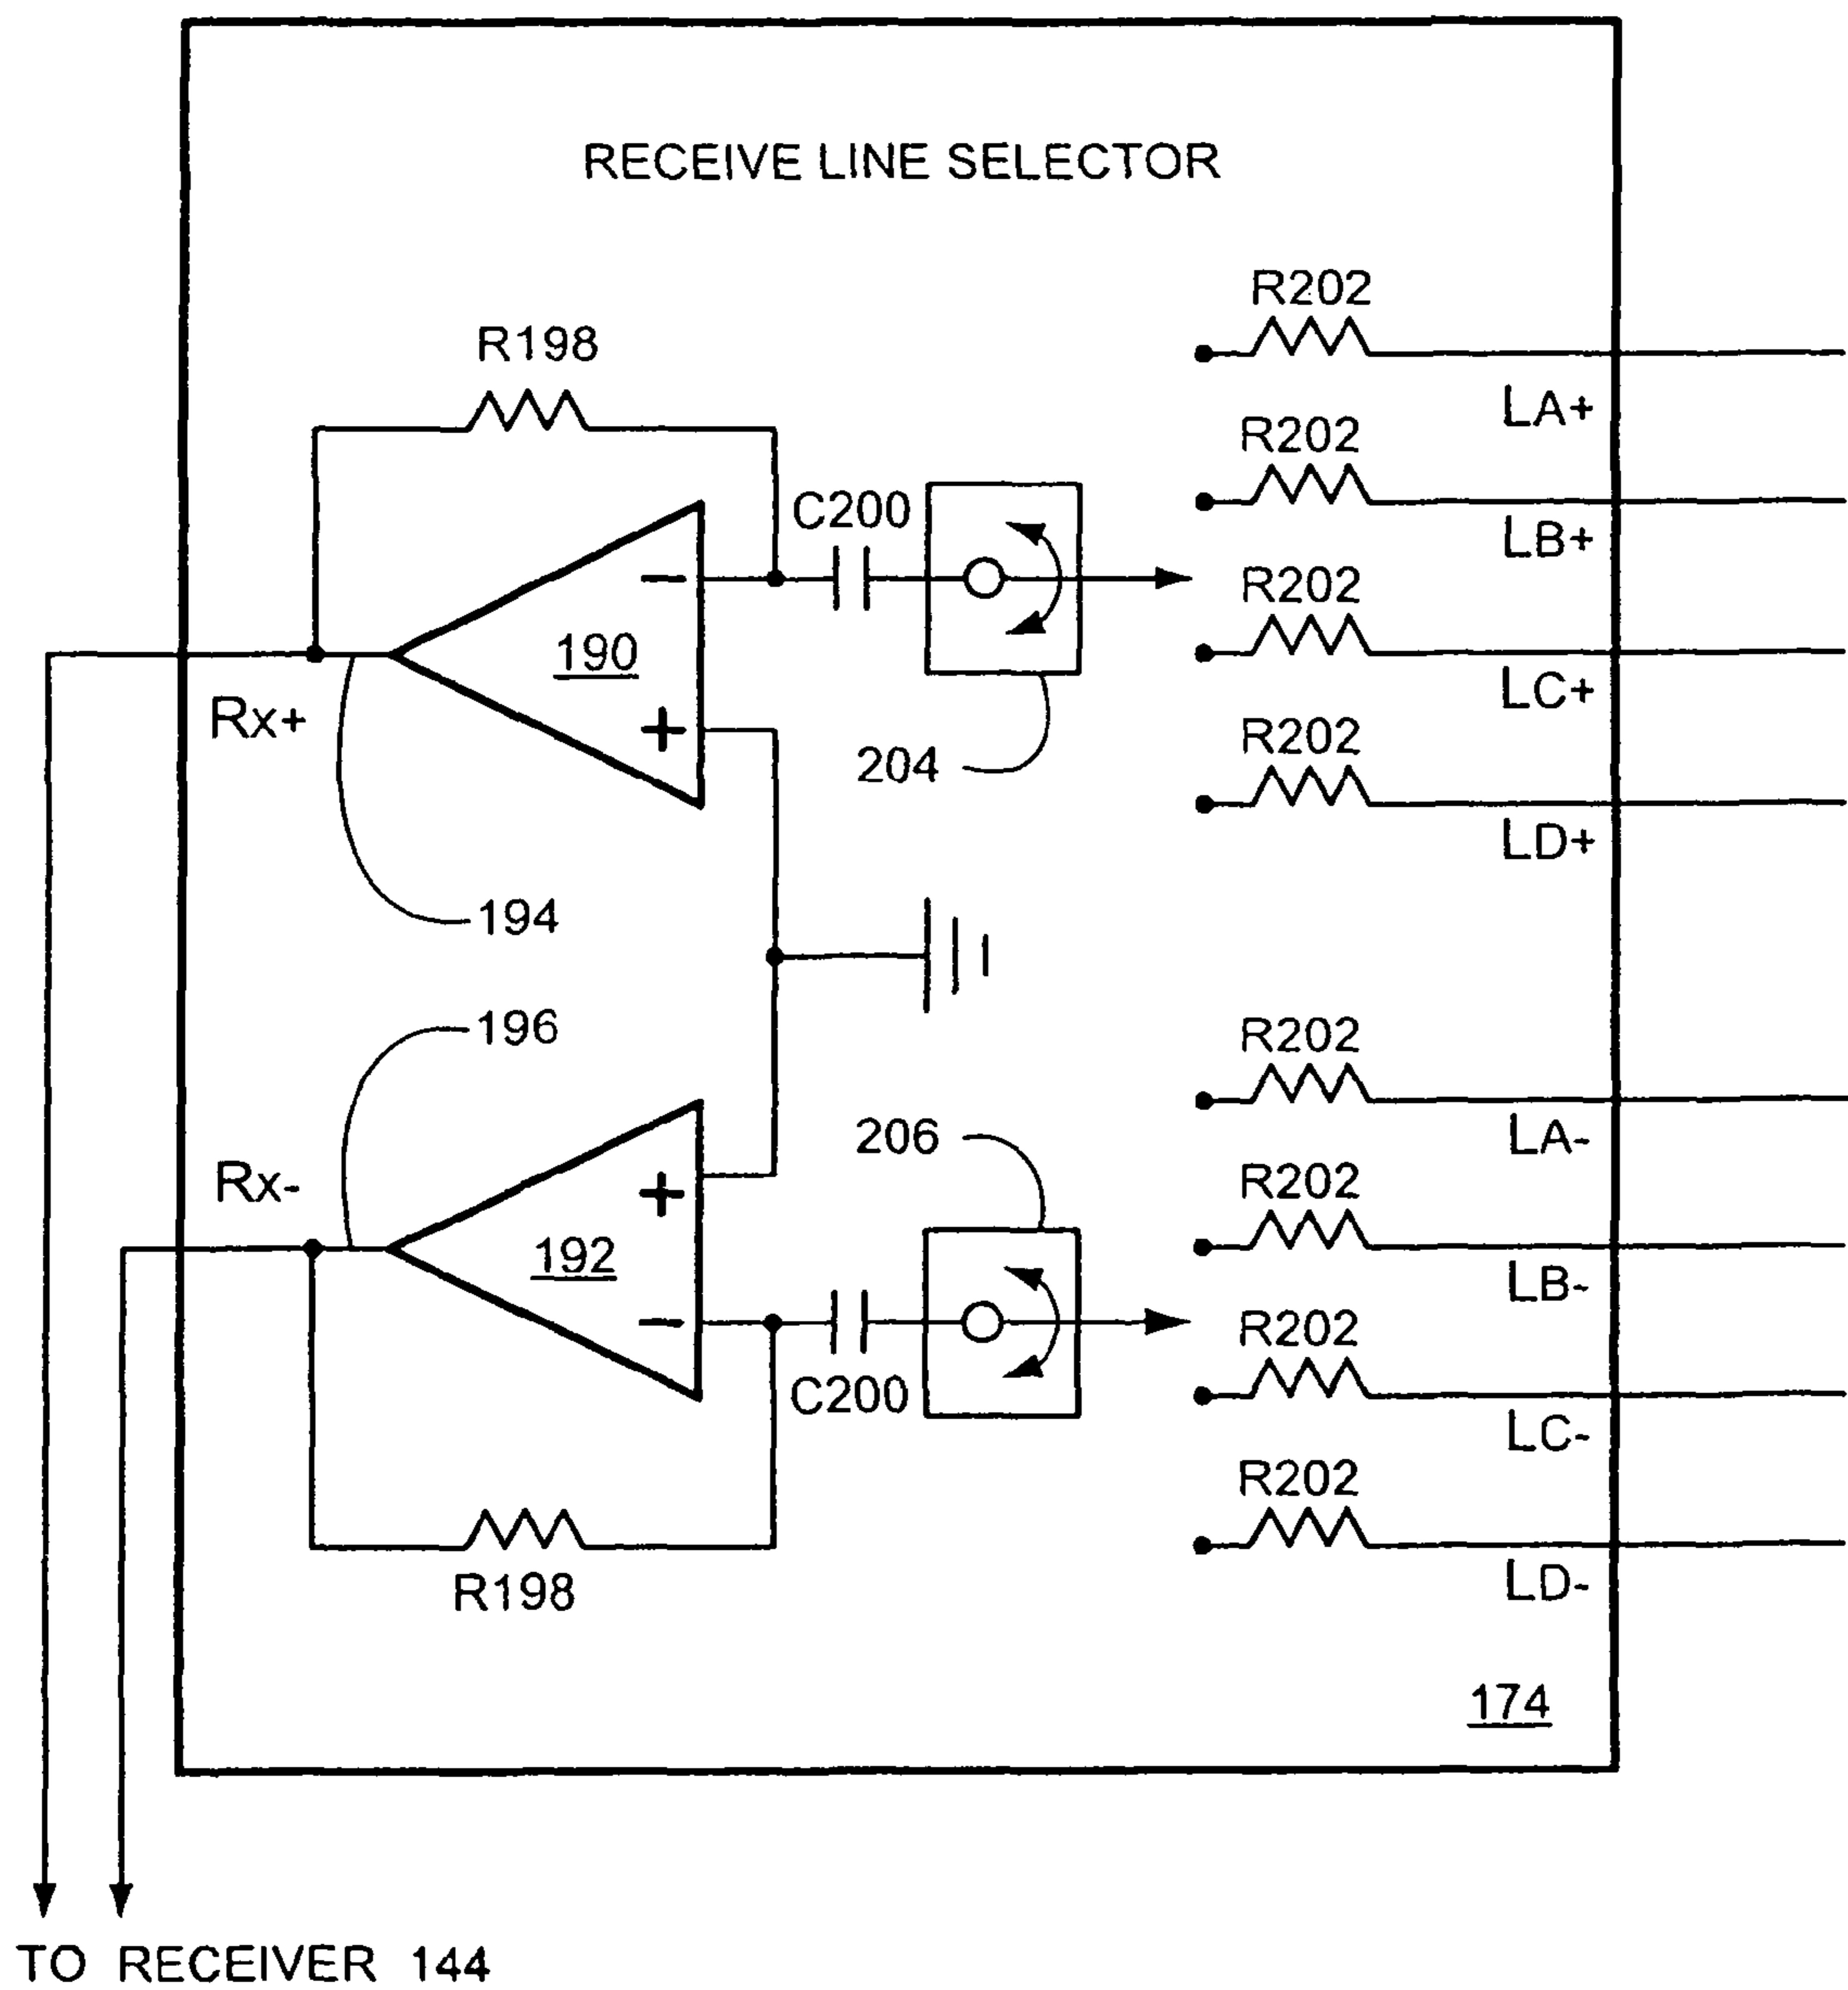 RECEIVE LINE SELECTOR
R202
R198
LA+
R202
C200
LB+
R202
190
LC+
Rx+
R202
204
LD+
194
196
R202
206
LA-
Rx-
R202
192
LB-
R202
C200
LC-
R202
R198
LD-
174
TO RECEIVER 144